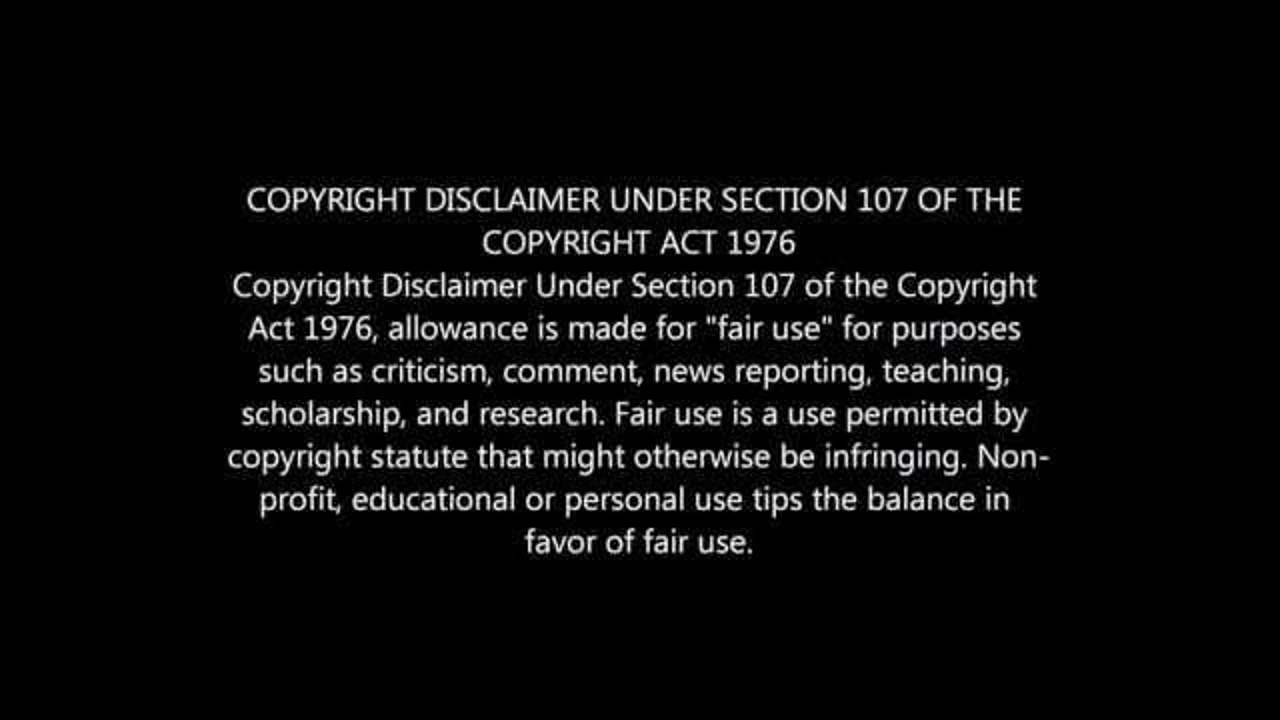 COPYRIGHT DISCLAIMER UNDER SECTION 107 OF THE
COPYRIGHT ACT 1976
Copyright Disclaimer Under Section 107 of the Copyright
Act 1976, allowance is made for "fair use" for purposes
such as criticism, comment, news reporting, teaching,
scholarship, and research. Fair use is a use permitted by
copyright statute that might otherwise be infringing. Non-
profit, educational or personal use tips the balance in
favor of fair use.